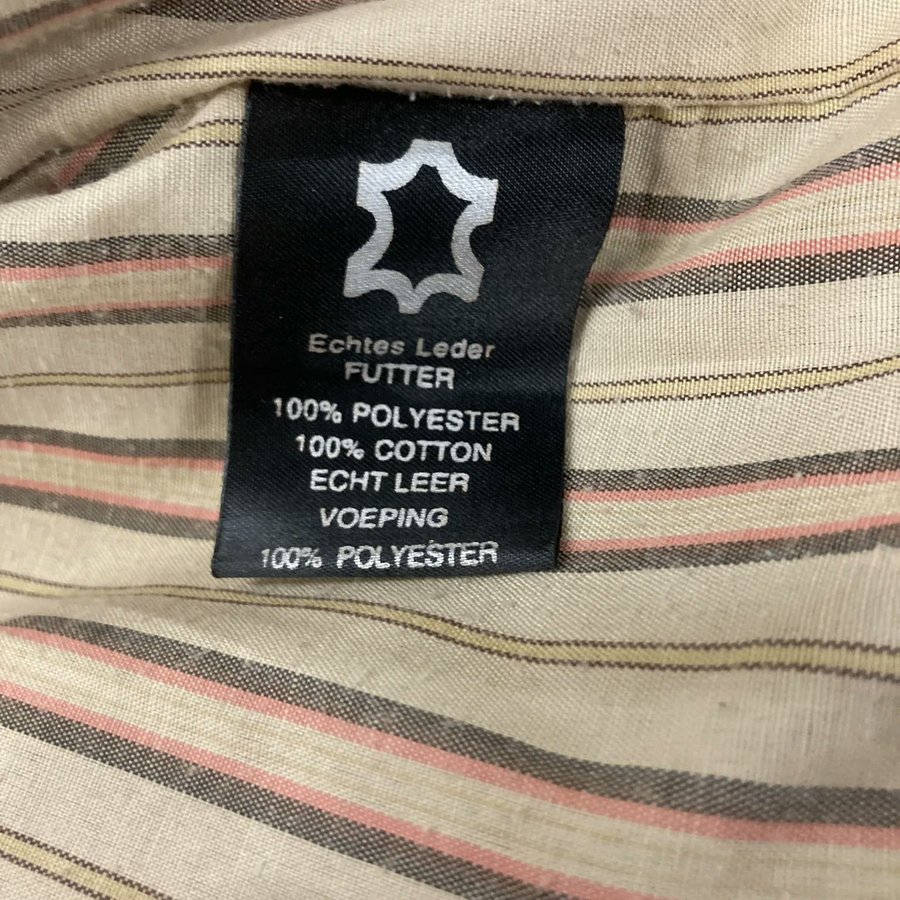 Echtes Leder
FUTTER
100% POLYESTER
100% COTTON
ECHT LEER
VOEPING
100% POLYESTER